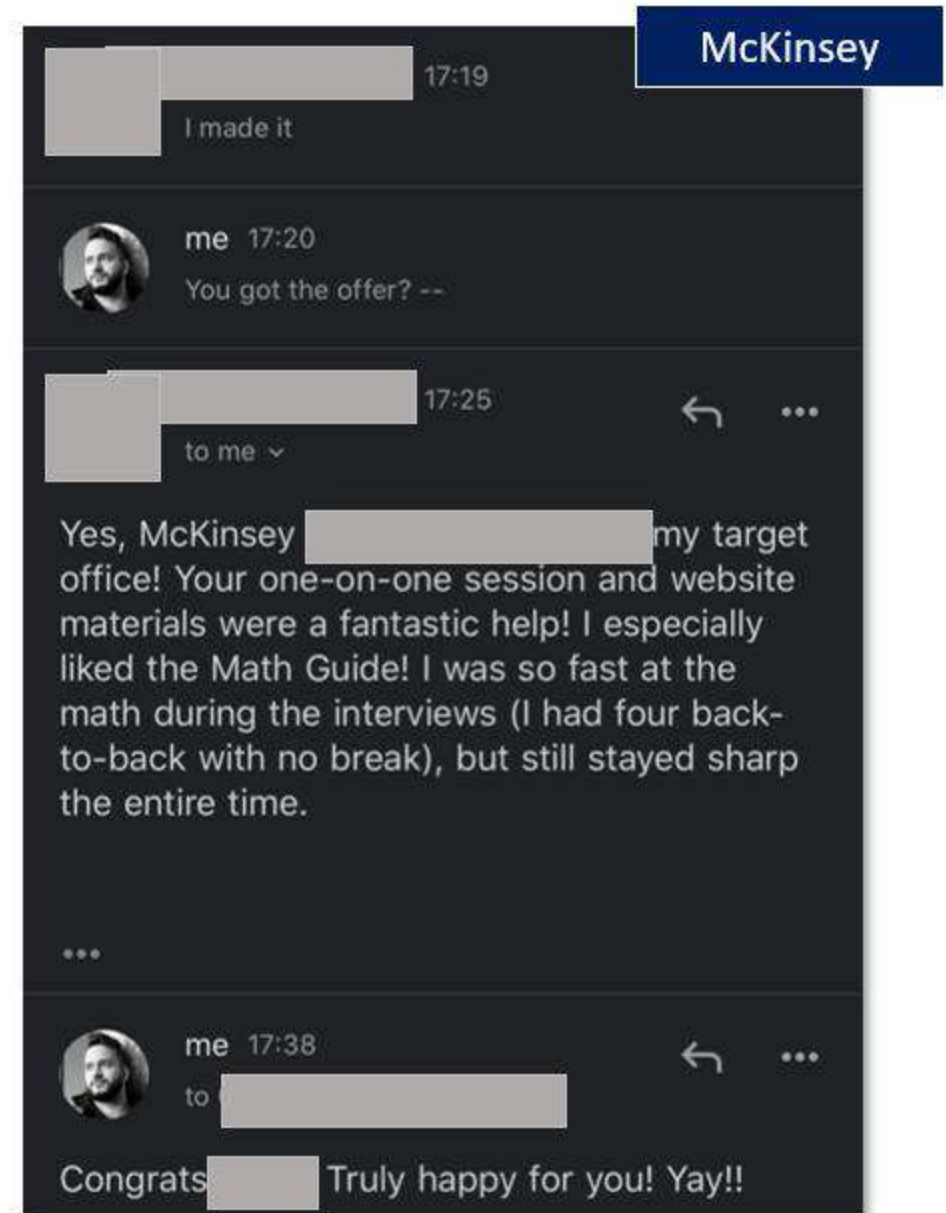 McKinsey
17:19
I made it
me 17:20
You got the offer? --
17:25
to me
Yes, McKinsey my target
office! Your one-on-one session and website
materials were a fantastic help! I especially
liked the Math Guide! I was so fast at the
math during the interviews (I had four back-
to-back with no break), but still stayed sharp
the entire time.
me 17:38
to
Congrats Truly happy for you! Yay!!